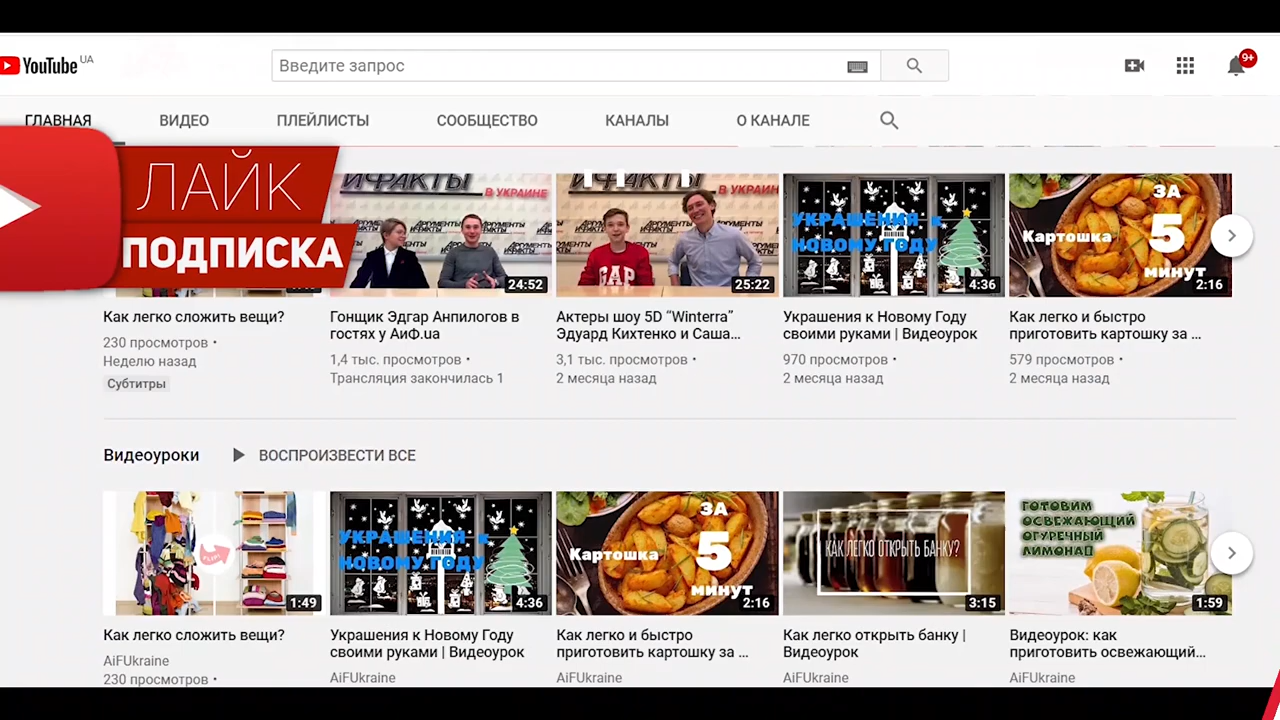 YouTube UA
Введите запрос
9+
ГЛАВНАЯ
ВИДЕО
ПЛЕЙЛИСТЫ
СООБЩЕСТВО
КАНАЛЫ
О КАНАЛЕ
ЛАЙК
ПОДПИСКА
И ФАКТЫ
В УКРАИНЕ
24:52
И ФАКТЫ
В УКРАИН
GAP
25:22
УКРАШЕНИЯ к
НОВОМУ ГОДУ
4:36
Картошка
ЗА
5
минут
2:16
Как легко сложить вещи?
230 просмотров •
Неделю назад
Субтитры
Гонщик Эдгар Анпилогов в
гостях у АиФ.ua
1,4 тыс. просмотров •
Трансляция закончилась 1
Актеры шоу 5D “Winterra”
Эдуард Кихтенко и Саша...
3,1 тыс. просмотров •
2 месяца назад
Украшения к Новому Году
своими руками | Видеоурок
970 просмотров •
2 месяца назад
Как легко и быстро
приготовить картошку за ...
579 просмотров •
2 месяца назад
Видеоуроки
ВОСПРОИЗВЕСТИ ВСЕ
1:49
УКРАШЕНИЯ к
НОВОМУ ГОДУ
4:36
Картошка
ЗА
5
минут
2:16
КАК ЛЕГКО ОТКРЫТЬ БАНКУ?
3:15
ГОТОВИМ
ОСВЕЖАЮЩИЙ
ОГУРЕЧНЫЙ
ЛИМОНАД
1:59
Как легко сложить вещи?
AiFUkraine
230 просмотров •
Украшения к Новому Году
своими руками | Видеоурок
AiFUkraine
Как легко и быстро
приготовить картошку за ...
AiFUkraine
Как легко открыть банку |
Видеоурок
AiFUkraine
Видеоурок: как
приготовить освежающий...
AiFUkraine